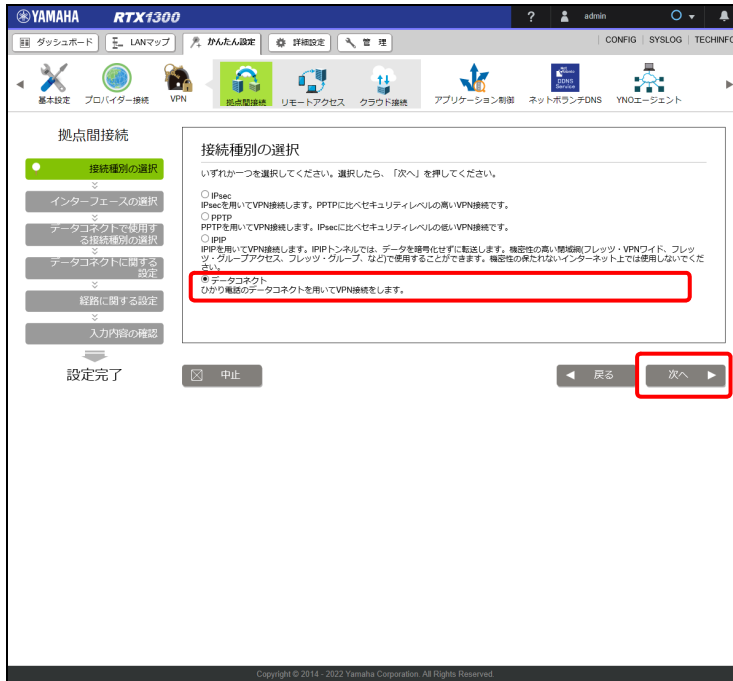 YAMAHA RTX1300 ? admin
ダッシュボード LANマップ かんたん設定 詳細設定 管 理 CONFIG SYSLOG TECHINFO
基本設定 プロバイダー接続 VPN 拠点間接続 リモートアクセス クラウド接続 アプリケーション制御 ネットボランチDNS YNOエージェント
拠点間接続
接続種別の選択
インターフェースの選択
データコネクトで使用す
る接続種別の選択
データコネクトに関する
設定
経路に関する設定
入力内容の確認
設定完了
接続種別の選択
いずれか一つを選択してください。選択したら、「次へ」を押してください。
IPsec
IPsecを用いてVPN接続します。PPTPに比べセキュリティレベルの高いVPN接続です。
PPTP
PPTPを用いてVPN接続します。IPsecに比べセキュリティレベルの低いVPN接続です。
IPIP
IPIPを用いてVPN接続します。IPIPトンネルでは、データを暗号化せずに転送します。機密性の高い閉域網(フレッツ・VPNワイド、フレッ
ツ・グループアクセス、フレッツ・グループ、など)で使用することができます。機密性の保たれないインターネット上では使用しないでくだ
さい。
データコネクト
ひかり電話のデータコネクトを用いてVPN接続をします。
中止 戻る 次へ
Copyright © 2014 - 2022 Yamaha Corporation. All Rights Reserved.